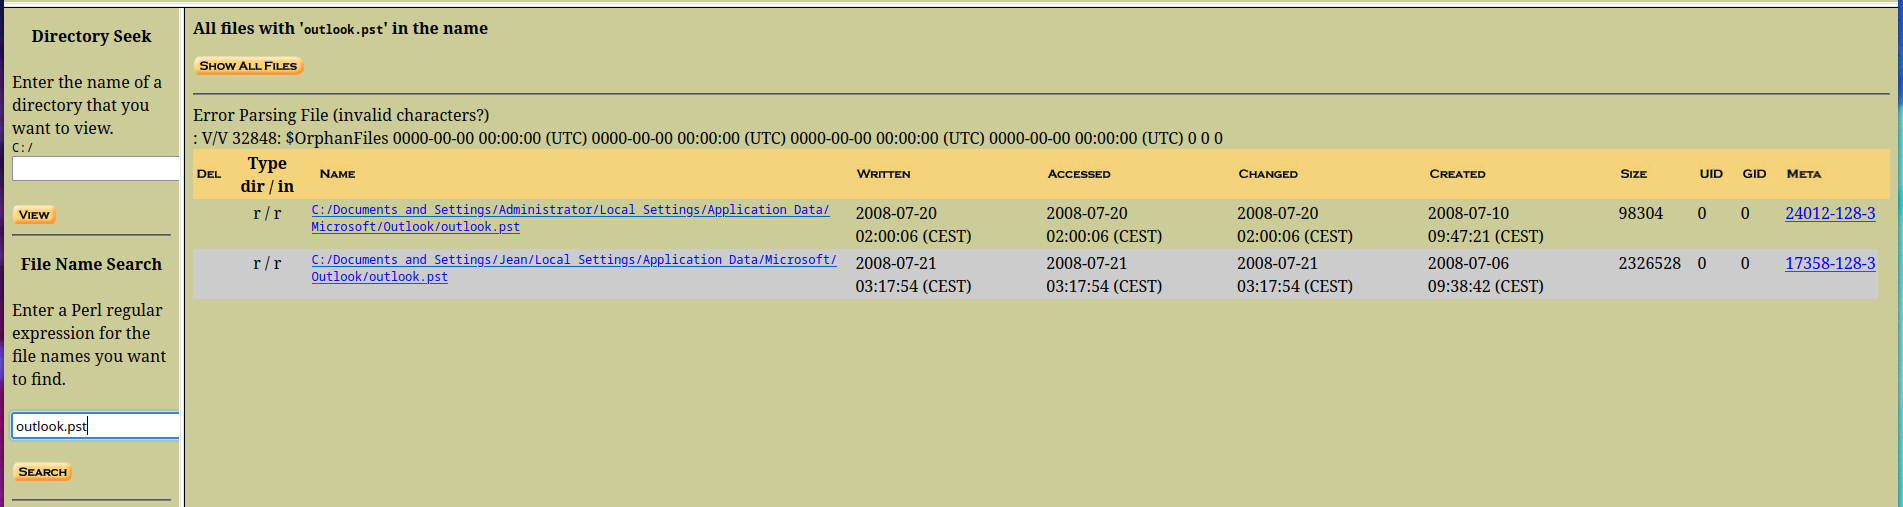 Directory Seek
Enter the name of a
directory that you
want to view.
C:/
VIEW
File Name Search
Enter a Perl regular
expression for the
file names you want
to find.
outlook.pst
SEARCH
All files with 'outlook.pst' in the name
SHOW ALL FILES
Error Parsing File (invalid characters?)
: V/V 32848: $OrphanFiles 0000-00-00 00:00:00 (UTC) 0000-00-00 00:00:00 (UTC) 0000-00-00 00:00:00 (UTC) 0000-00-00 00:00:00 (UTC) 0 0 0
DEL Type dir / in NAME WRITTEN ACCESSED CHANGED CREATED SIZE UID GID META
r / r C:/Documents and Settings/Administrator/Local Settings/Application Data/ 2008-07-20 2008-07-20 2008-07-20 2008-07-10 98304 0 0 24012-128-3
Microsoft/Outlook/outlook.pst 02:00:06 (CEST) 02:00:06 (CEST) 02:00:06 (CEST) 09:47:21 (CEST)
r / r C:/Documents and Settings/Jean/Local Settings/Application Data/Microsoft/ 2008-07-21 2008-07-21 2008-07-21 2008-07-06 2326528 0 0 17358-128-3
Outlook/outlook.pst 03:17:54 (CEST) 03:17:54 (CEST) 03:17:54 (CEST) 09:38:42 (CEST)